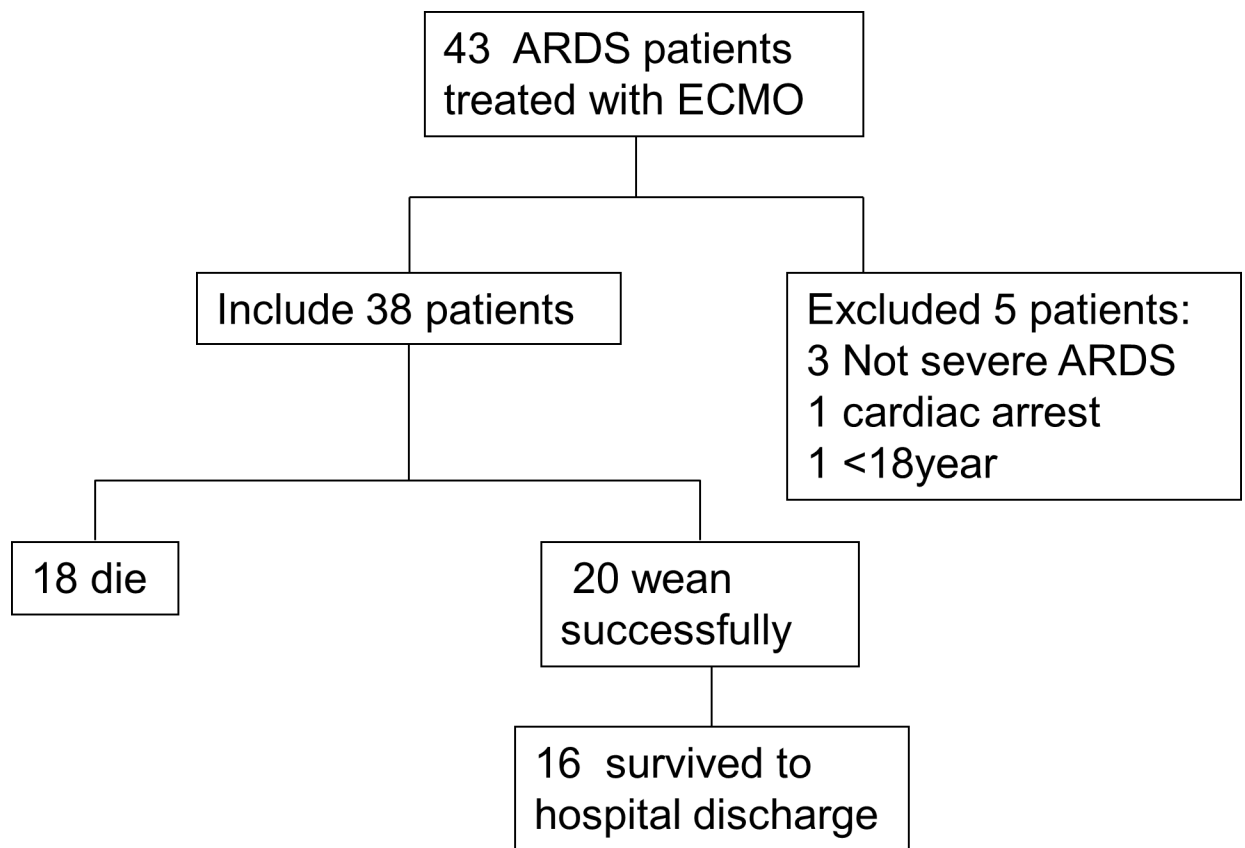 43 ARDS patients
treated with ECMO
Include 38 patients
Excluded 5 patients:
3 Not severe ARDS
1 cardiac arrest
1 <18year
18 die
20 wean
successfully
16 survived to
hospital discharge